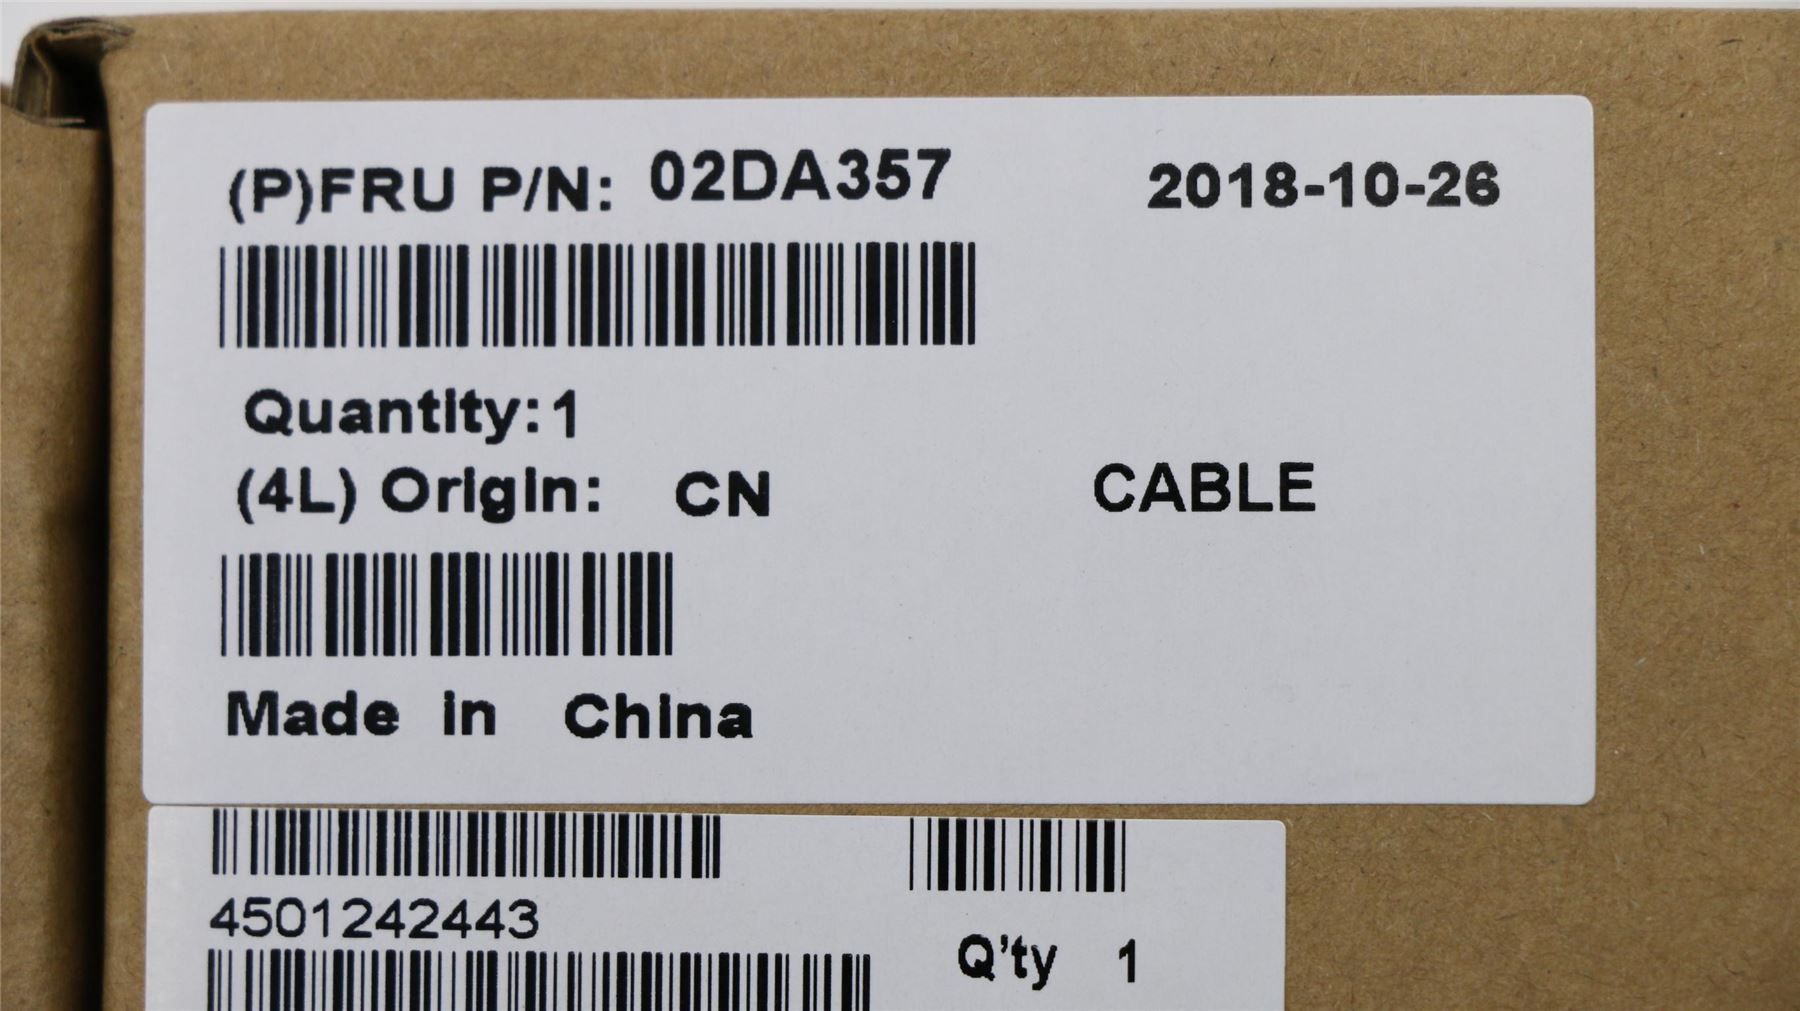 (P)FRU P/N: 02DA357 2018-10-26
Quantity:1
(4L) Origin: CN CABLE
Made in China
4501242443
Q'ty 1